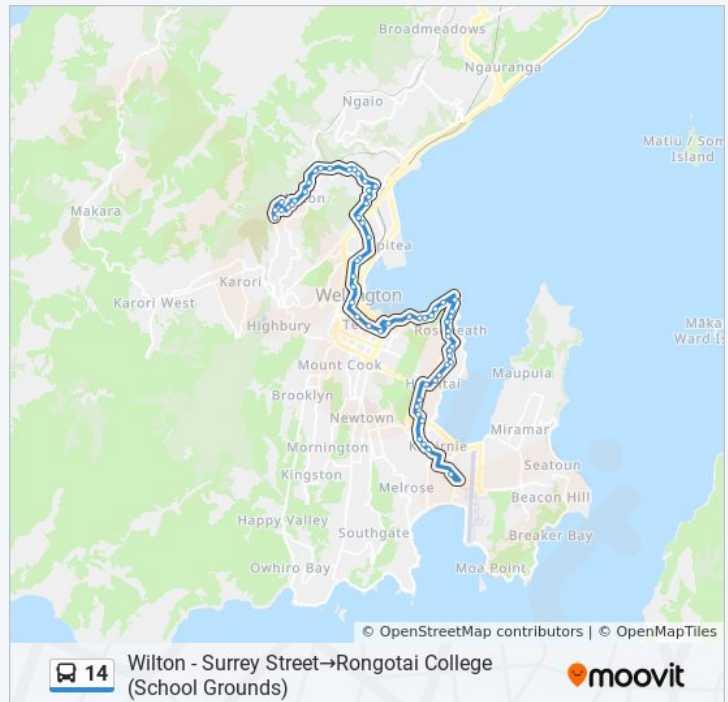 Broadmeadows
Ngauranga
Ngaio
Matiu / Som
Island
Makara
Karori
Karori West
Wellington
Highbury
Māka
Ward Is
Mount Cook
Maupuia
Brooklyn
Newtown
Miramar
Mornington
Kingston
Melrose
Seatoun
Beacon Hill
Happy Valley
Southgate
Breaker Bay
Owhiro Bay
Moa Point
© OpenStreetMap contributors | © OpenMapTiles
14
Wilton - Surrey Street→Rongotai College
(School Grounds)
moovit